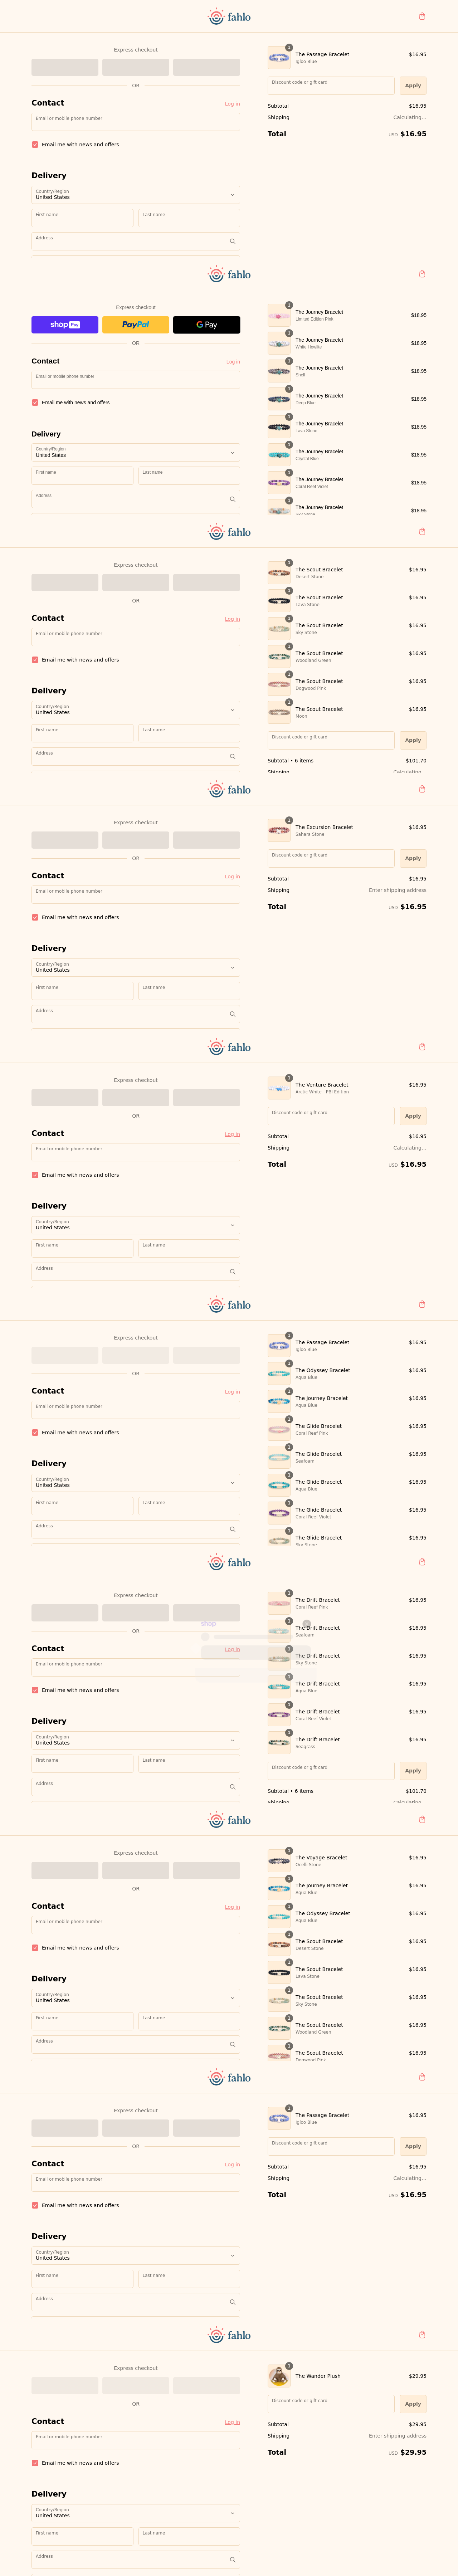 fahlo
Express checkout
OR
Contact
Log in
Email or mobile phone number
Email me with news and offers
Delivery
Country/Region
United States
First name
Last name
Address
1
The Passage Bracelet
$16.95
Igloo Blue
Discount code or gift card
Apply
Subtotal
$16.95
Shipping
Calculating...
Total
USD $16.95
fahlo
Express checkout
shop Pay
PayPal
G Pay
OR
Contact
Log in
Email or mobile phone number
Email me with news and offers
Delivery
Country/Region
United States
First name
Last name
Address
1
The Journey Bracelet
$18.95
Limited Edition Pink
1
The Journey Bracelet
$18.95
White Howlite
1
The Journey Bracelet
$18.95
Shell
1
The Journey Bracelet
$18.95
Deep Blue
1
The Journey Bracelet
$18.95
Lava Stone
1
The Journey Bracelet
$18.95
Crystal Blue
1
The Journey Bracelet
$18.95
Coral Reef Violet
1
The Journey Bracelet
$18.95
Sky Stone
fahlo
Express checkout
OR
Contact
Log in
Email or mobile phone number
Email me with news and offers
Delivery
Country/Region
United States
First name
Last name
Address
1
The Scout Bracelet
$16.95
Desert Stone
1
The Scout Bracelet
$16.95
Lava Stone
1
The Scout Bracelet
$16.95
Sky Stone
1
The Scout Bracelet
$16.95
Woodland Green
1
The Scout Bracelet
$16.95
Dogwood Pink
1
The Scout Bracelet
$16.95
Moon
Discount code or gift card
Apply
Subtotal • 6 items
$101.70
Shipping
Calculating...
fahlo
Express checkout
OR
Contact
Log in
Email or mobile phone number
Email me with news and offers
Delivery
Country/Region
United States
First name
Last name
Address
1
The Excursion Bracelet
$16.95
Sahara Stone
Discount code or gift card
Apply
Subtotal
$16.95
Shipping
Enter shipping address
Total
USD $16.95
fahlo
Express checkout
OR
Contact
Log in
Email or mobile phone number
Email me with news and offers
Delivery
Country/Region
United States
First name
Last name
Address
1
The Venture Bracelet
$16.95
Arctic White - PBI Edition
Discount code or gift card
Apply
Subtotal
$16.95
Shipping
Calculating...
Total
USD $16.95
fahlo
Express checkout
OR
Contact
Log in
Email or mobile phone number
Email me with news and offers
Delivery
Country/Region
United States
First name
Last name
Address
1
The Passage Bracelet
$16.95
Igloo Blue
1
The Odyssey Bracelet
$16.95
Aqua Blue
1
The Journey Bracelet
$16.95
Aqua Blue
1
The Glide Bracelet
$16.95
Coral Reef Pink
1
The Glide Bracelet
$16.95
Seafoam
1
The Glide Bracelet
$16.95
Aqua Blue
1
The Glide Bracelet
$16.95
Coral Reef Violet
1
The Glide Bracelet
$16.95
Sky Stone
fahlo
Express checkout
OR
Contact
Log in
Email or mobile phone number
Email me with news and offers
Delivery
Country/Region
United States
First name
Last name
Address
shop
1
The Drift Bracelet
$16.95
Coral Reef Pink
1
The Drift Bracelet
$16.95
Seafoam
1
The Drift Bracelet
$16.95
Sky Stone
1
The Drift Bracelet
$16.95
Aqua Blue
1
The Drift Bracelet
$16.95
Coral Reef Violet
1
The Drift Bracelet
$16.95
Seagrass
Discount code or gift card
Apply
Subtotal • 6 items
$101.70
Shipping
Calculating...
fahlo
Express checkout
OR
Contact
Log in
Email or mobile phone number
Email me with news and offers
Delivery
Country/Region
United States
First name
Last name
Address
1
The Voyage Bracelet
$16.95
Ocelli Stone
1
The Journey Bracelet
$16.95
Aqua Blue
1
The Odyssey Bracelet
$16.95
Aqua Blue
1
The Scout Bracelet
$16.95
Desert Stone
1
The Scout Bracelet
$16.95
Lava Stone
1
The Scout Bracelet
$16.95
Sky Stone
1
The Scout Bracelet
$16.95
Woodland Green
1
The Scout Bracelet
$16.95
Dogwood Pink
fahlo
Express checkout
OR
Contact
Log in
Email or mobile phone number
Email me with news and offers
Delivery
Country/Region
United States
First name
Last name
Address
1
The Passage Bracelet
$16.95
Igloo Blue
Discount code or gift card
Apply
Subtotal
$16.95
Shipping
Calculating...
Total
USD $16.95
fahlo
Express checkout
OR
Contact
Log in
Email or mobile phone number
Email me with news and offers
Delivery
Country/Region
United States
First name
Last name
Address
1
The Wander Plush
$29.95
Discount code or gift card
Apply
Subtotal
$29.95
Shipping
Enter shipping address
Total
USD $29.95